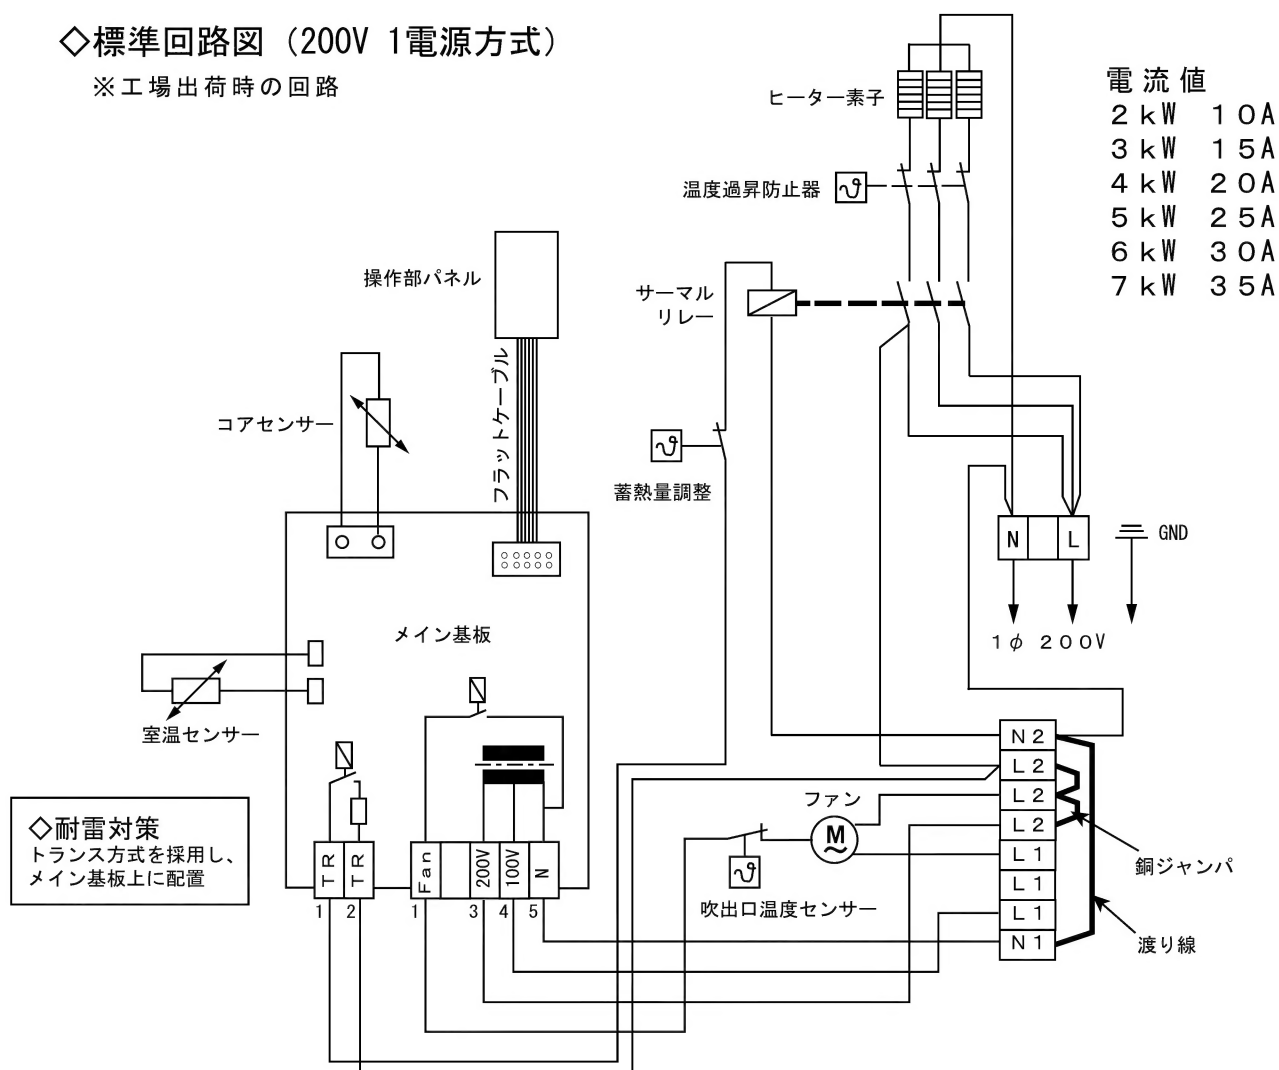 ◇標準回路図（200V 1電源方式）
※工場出荷時の回路
電流値
2kW 10A
3kW 15A
4kW 20A
5kW 25A
6kW 30A
7kW 35A
ヒーター素子
温度過昇防止器
操作部パネル
サーマル
リレー
フラットケーブル
コアセンサー
蓄熱量調整
N
L
GND
1φ 200V
メイン基板
室温センサー
N2
L2
L2
L2
L1
L1
L1
N1
ファン
M
銅ジャンパ
渡り線
吹出口温度センサー
◇耐雷対策
トランス方式を採用し、
メイン基板上に配置
TR
TR
Fan
200V
100V
N
1
2
1
3
4
5